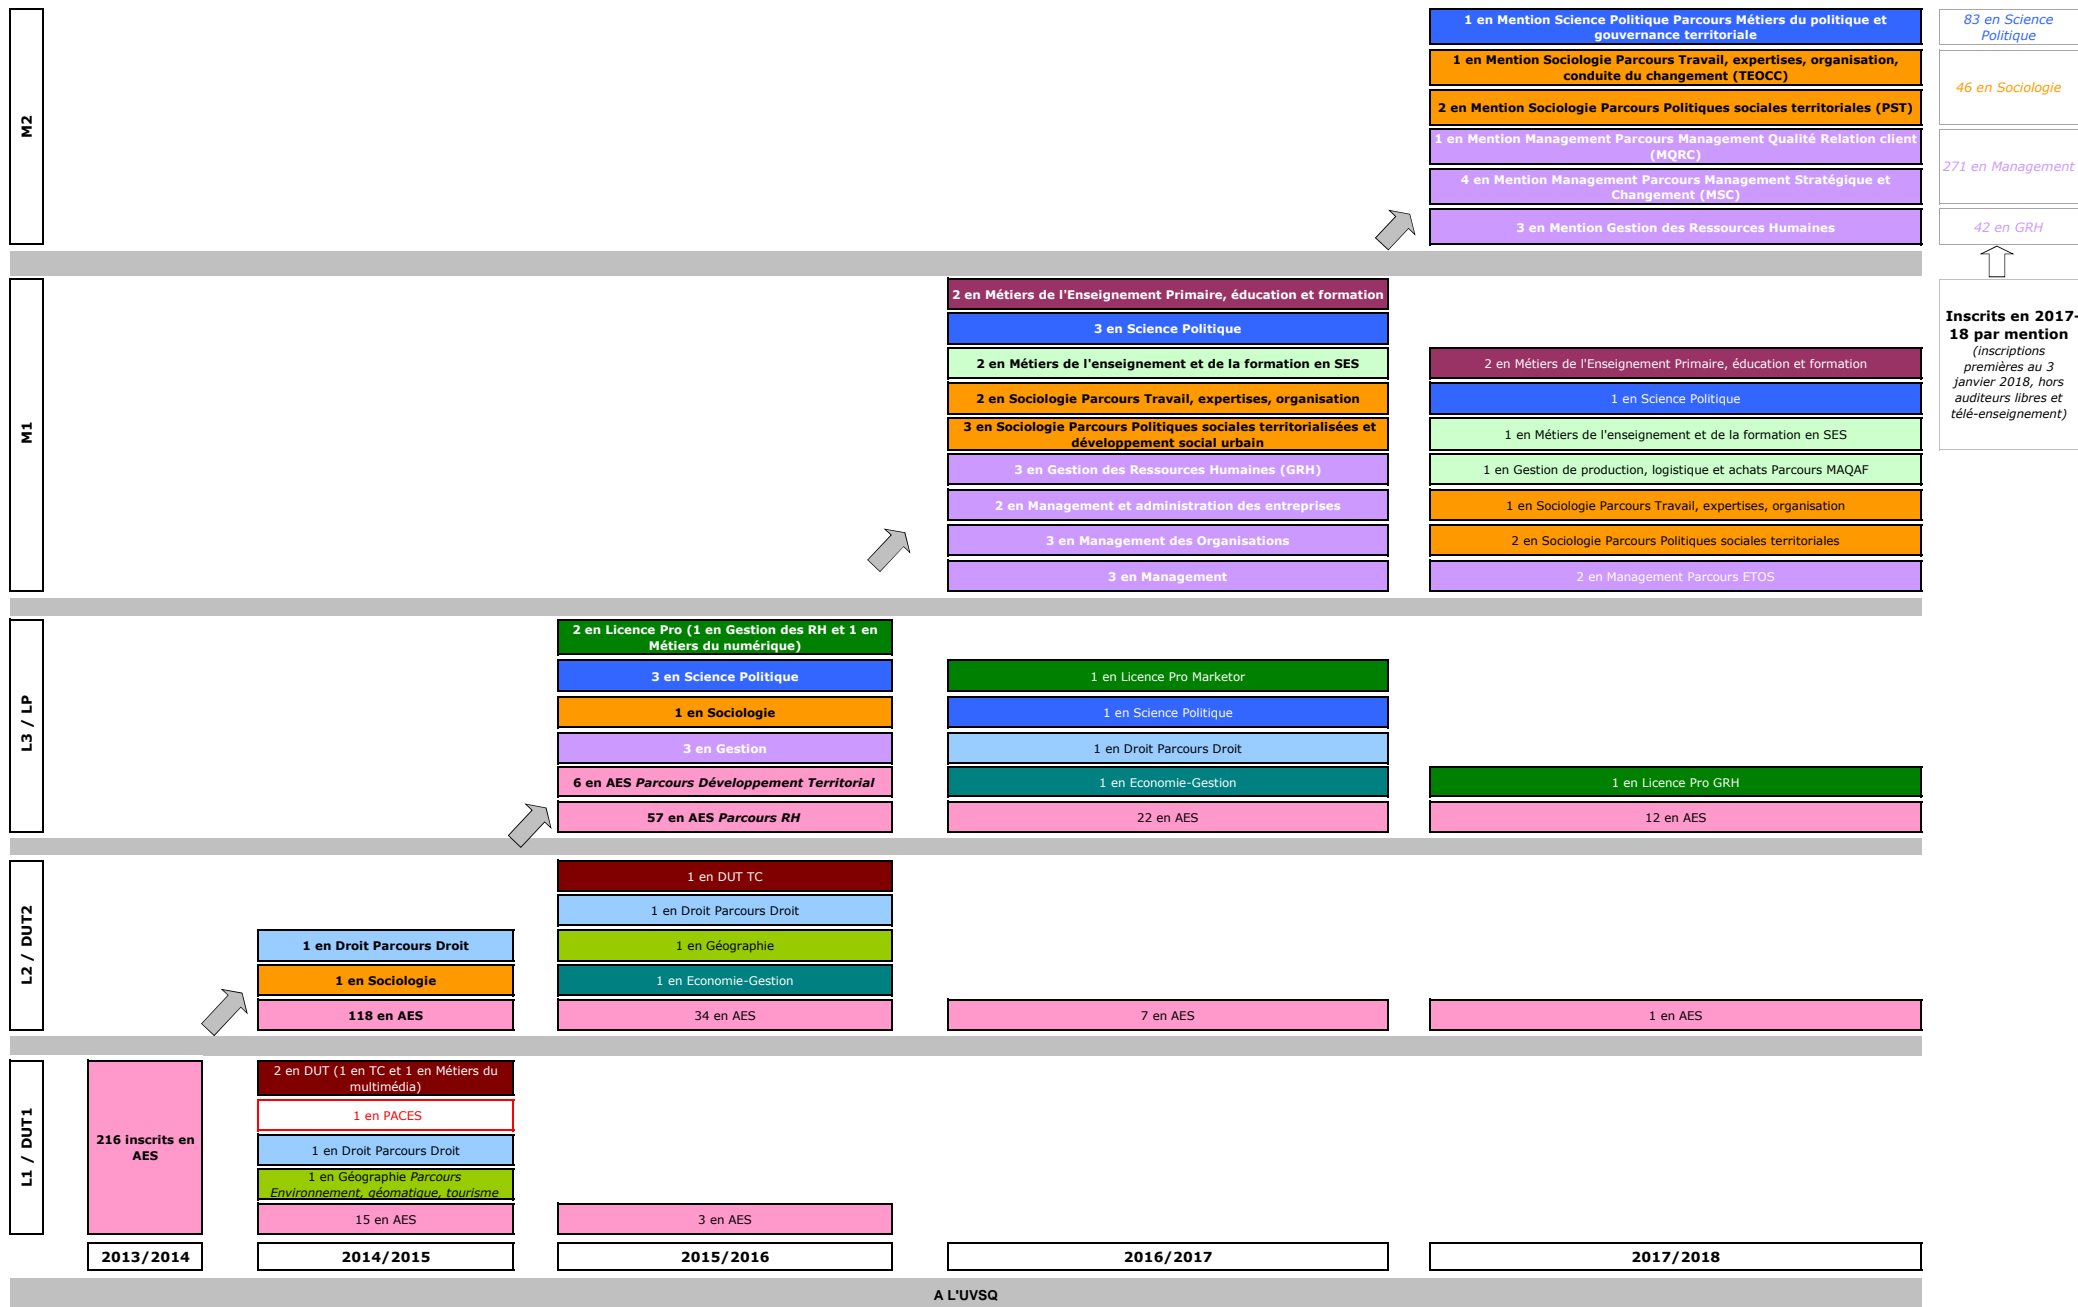 M2
1 en Mention Science Politique Parcours Métiers du politique et
gouvernance territoriale
1 en Mention Sociologie Parcours Travail, expertises, organisation,
conduite du changement (TEOCC)
2 en Mention Sociologie Parcours Politiques sociales territoriales (PST)
1 en Mention Management Parcours Management Qualité Relation client
(MQRC)
4 en Mention Management Parcours Management Stratégique et
Changement (MSC)
3 en Mention Gestion des Ressources Humaines
83 en Science
Politique
46 en Sociologie
271 en Management
42 en GRH
Inscrits en 2017-
18 par mention
(inscriptions
premières au 3
janvier 2018, hors
auditeurs libres et
télé-enseignement)
M1
2 en Métiers de l'Enseignement Primaire, éducation et formation
3 en Science Politique
2 en Métiers de l'enseignement et de la formation en SES
2 en Sociologie Parcours Travail, expertises, organisation
3 en Sociologie Parcours Politiques sociales territorialisées et
développement social urbain
3 en Gestion des Ressources Humaines (GRH)
2 en Management et administration des entreprises
3 en Management des Organisations
3 en Management
2 en Métiers de l'Enseignement Primaire, éducation et formation
1 en Science Politique
1 en Métiers de l'enseignement et de la formation en SES
1 en Gestion de production, logistique et achats Parcours MAQAF
1 en Sociologie Parcours Travail, expertises, organisation
2 en Sociologie Parcours Politiques sociales territoriales
2 en Management Parcours ETOS
L3 / LP
2 en Licence Pro (1 en Gestion des RH et 1 en
Métiers du numérique)
3 en Science Politique
1 en Sociologie
3 en Gestion
6 en AES Parcours Développement Territorial
57 en AES Parcours RH
1 en Licence Pro Marketor
1 en Science Politique
1 en Droit Parcours Droit
1 en Economie-Gestion
22 en AES
1 en Licence Pro GRH
12 en AES
L2 / DUT2
1 en Droit Parcours Droit
1 en Sociologie
118 en AES
1 en DUT TC
1 en Droit Parcours Droit
1 en Géographie
1 en Economie-Gestion
34 en AES
7 en AES
1 en AES
L1 / DUT1
216 inscrits en
AES
2 en DUT (1 en TC et 1 en Métiers du
multimédia)
1 en PACES
1 en Droit Parcours Droit
1 en Géographie Parcours
Environnement, géomatique, tourisme
15 en AES
3 en AES
2013/2014
2014/2015
2015/2016
2016/2017
2017/2018
A L'UVSQ